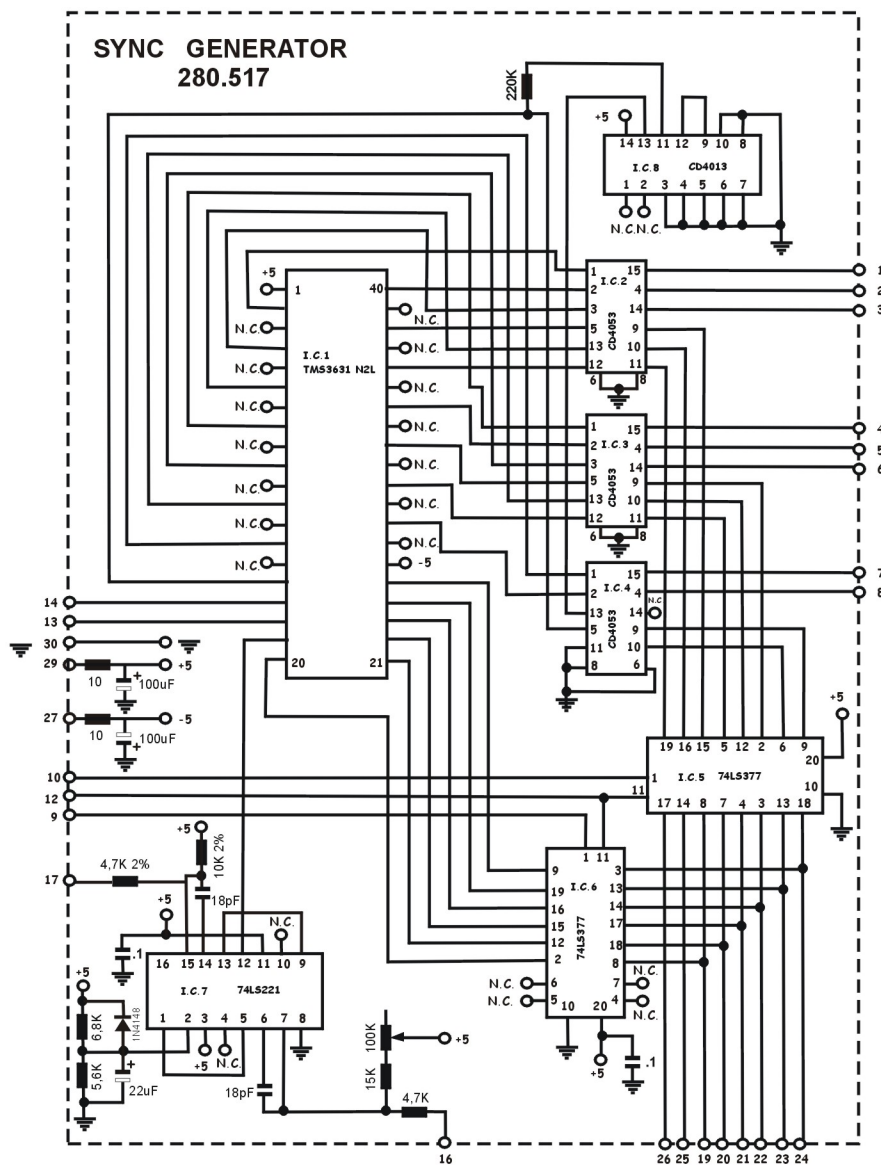 SYNC GENERATOR
280.517
220K
+5
14 13 11 12 9 10 8
I.C.8 CD4013
1 2 3 4 5 6 7
N.C. N.C.
+5
1 40
N.C.
N.C.
I.C.1
TMS3631 N2L
N.C.
N.C.
N.C.
N.C.
N.C.
N.C.
N.C.
N.C.
N.C.
N.C.
N.C.
N.C.
N.C.
-5
20 21
1 15
I.C.2
2 4
3 14
5 9
CD4053
13 10
12 11
6 8
1
2
3
1 15
2 I.C.3 4
3 14
5 9
CD4053
13 10
12 11
6 8
4
5
6
1 15
I.C.4
2 4
N.C
13 14
5 9
CD4053
11 10
8 6
7
8
14
13
30
29
+5
10
+
100uF
27
-5
10
+
100uF
10
12
9
+5
19 16 15 5 12 2 6 9
20
1 I.C.5 74LS377
10
11
17 14 8 7 4 3 13 18
1 11
9 3
I.C.6
19 13
16 14
15 17
74LS377
12 18
2 8
N.C. 6 7 N.C.
N.C. 5 4 N.C.
10 20
+5
.1
+5
10K 2%
4,7K 2%
17
18pF
+5
N.C.
.1
16 15 14 13 12 11 10 9
I.C.7 74LS221
1 2 3 4 5 6 7 8
+5
N.C.
+5
6,8K
1N4148
5,6K
+
22uF
18pF
100K
+5
15K
4,7K
16
26 25 19 20 21 22 23 24